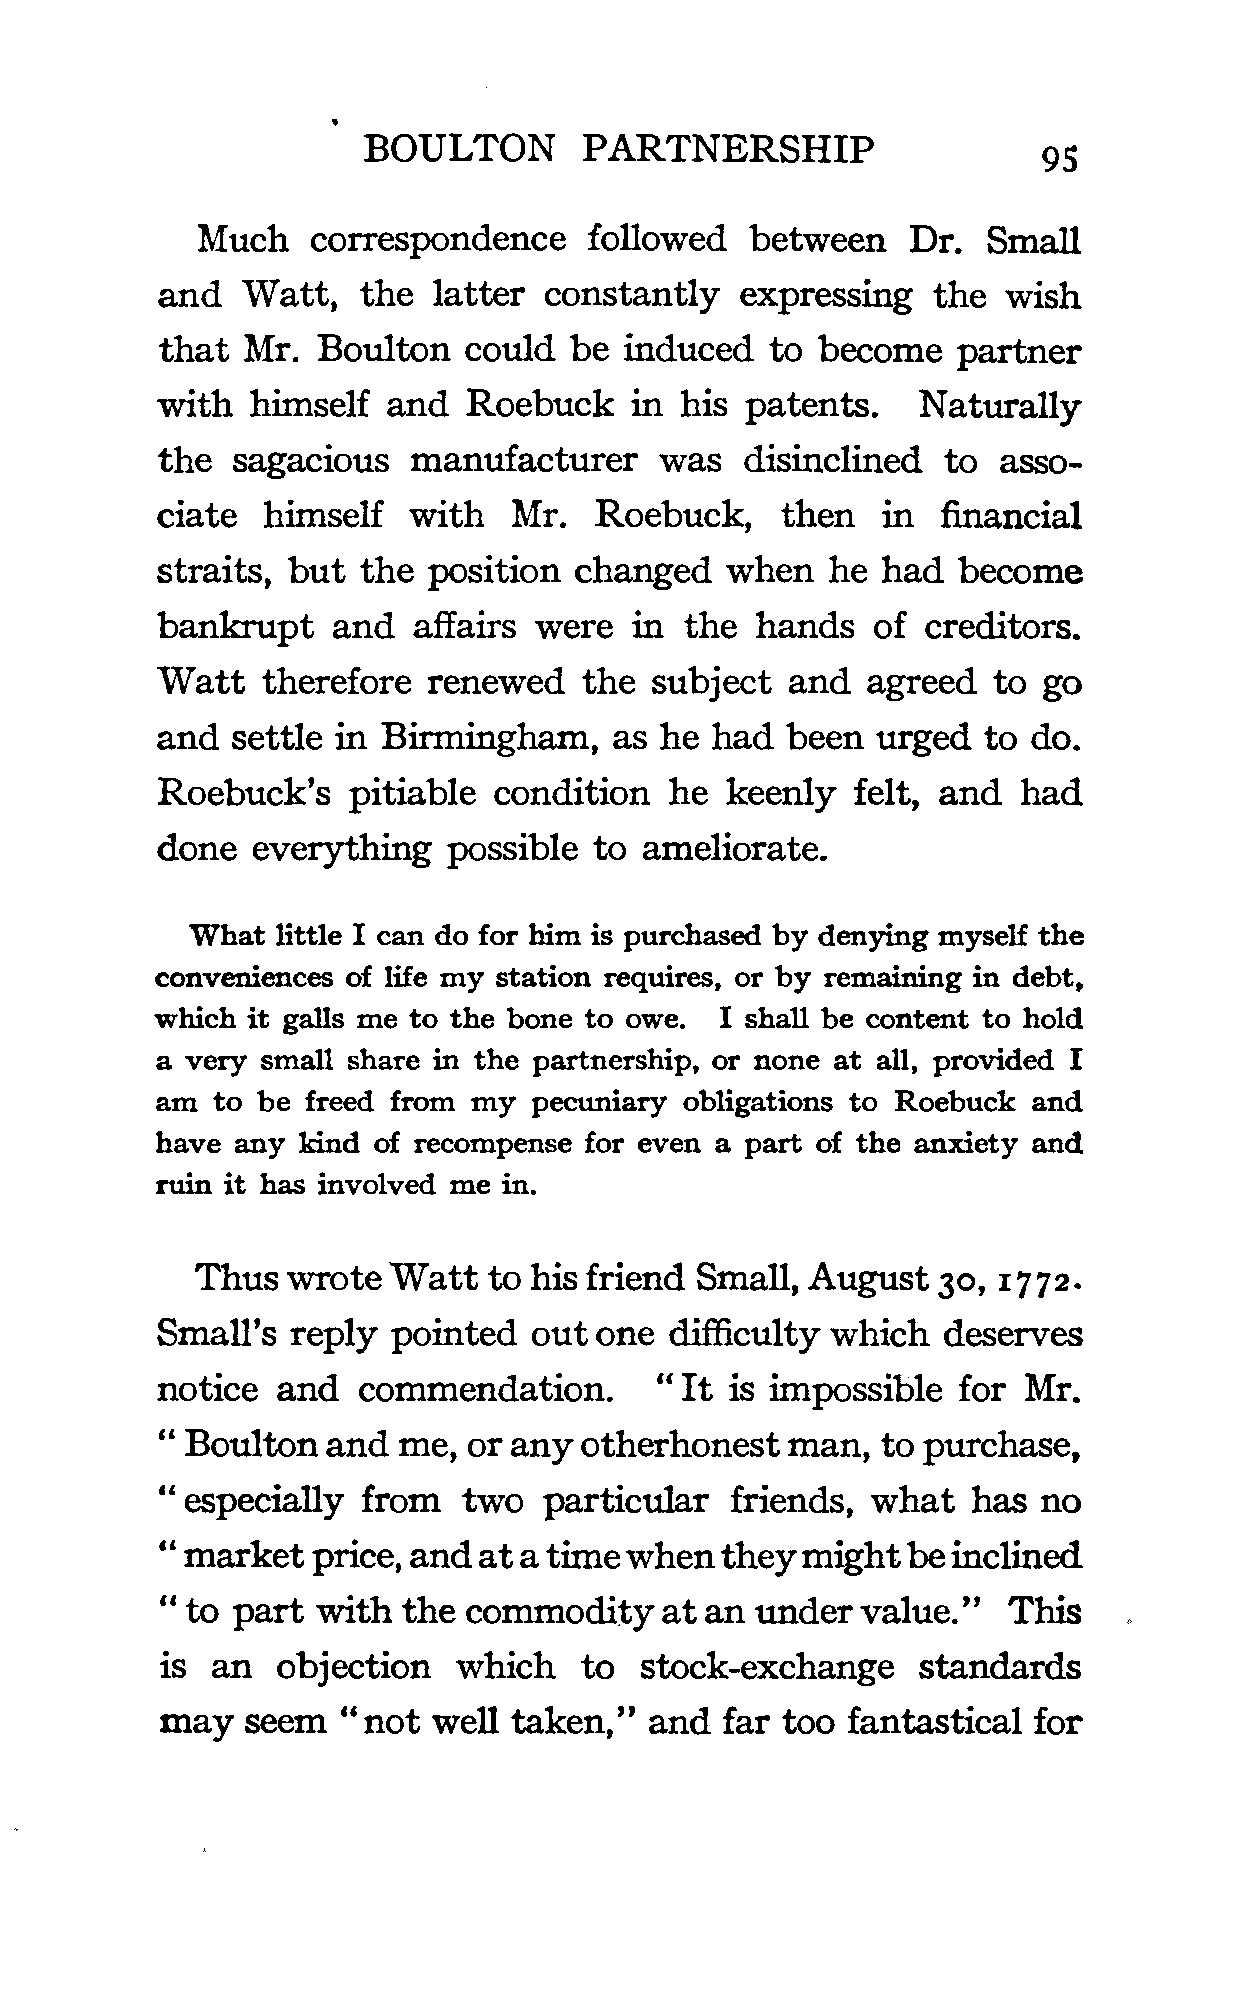 BOULTON PARTNERSHIP 95
Much correspondence followed between Dr. Small
and Watt, the latter constantly expressing the wish
that Mr. Boulton could be induced to become partner
with himself and Roebuck in his patents. Naturally
the sagacious manufacturer was disinclined to asso-
ciate himself with Mr. Roebuck, then in financial
straits, but the position changed when he had become
bankrupt and affairs were in the hands of creditors.
Watt therefore renewed the subject and agreed to go
and settle in Birmingham, as he had been urged to do.
Roebuck's pitiable condition he keenly felt, and had
done everything possible to ameliorate.
What little I can do for him is purchased by denying myself the
conveniences of life my station requires, or by remaining in debt,
which it galls me to the bone to owe. I shall be content to hold
a very small share in the partnership, or none at all, provided I
am to be freed from my pecuniary obligations to Roebuck and
have any kind of recompense for even a part of the anxiety and
ruin it has involved me in.
Thus wrote Watt to his friend Small, August 30, 1772.
Small's reply pointed out one difficulty which deserves
notice and commendation. "It is impossible for Mr.
"Boulton and me, or any otherhonest man, to purchase,
"especially from two particular friends, what has no
"market price, and at a time when they might be inclined
"to part with the commodity at an under value." This
is an objection which to stock-exchange standards
may seem "not well taken," and far too fantastical for